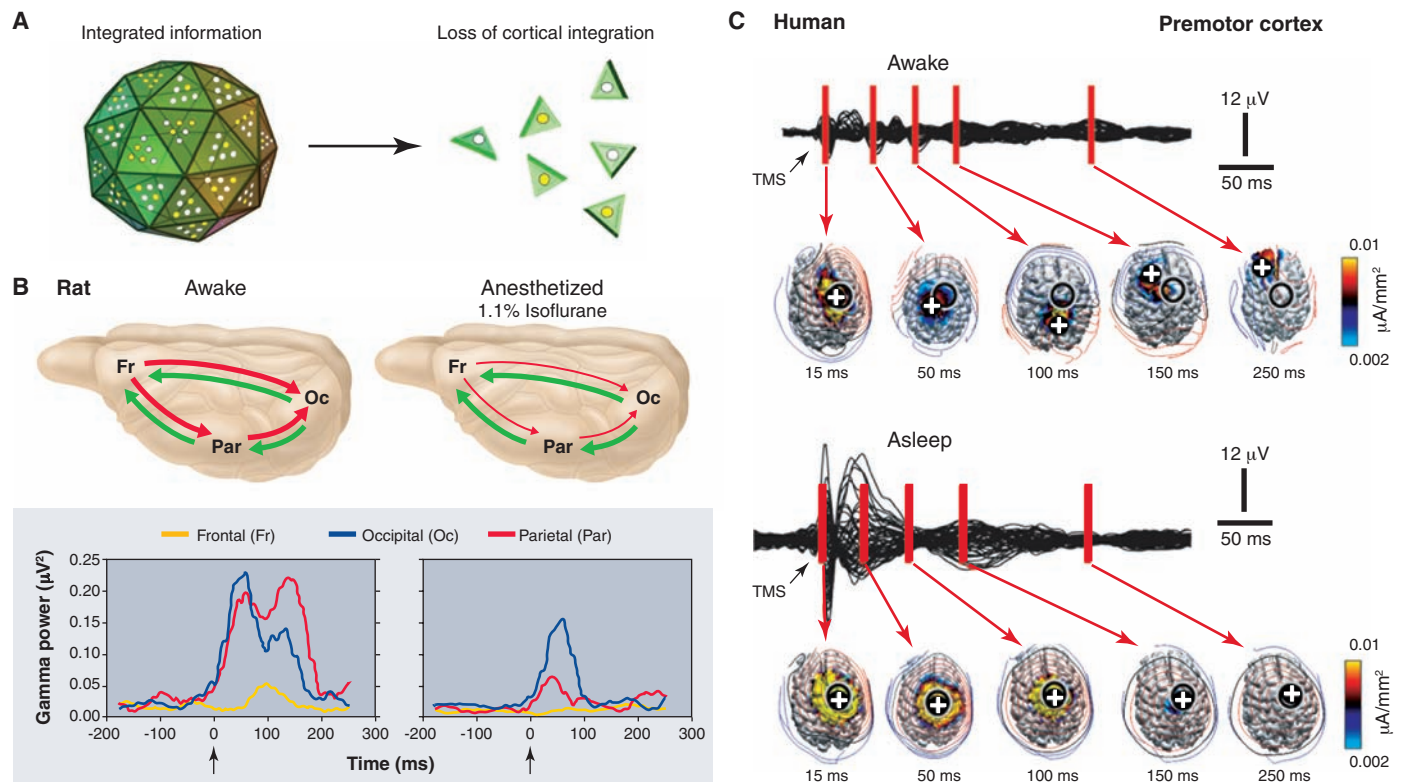 A
Integrated information
Loss of cortical integration
B Rat
Awake
Anesthetized
1.1% Isoflurane
Fr
Oc
Par
Fr
Oc
Par
Frontal (Fr)
Occipital (Oc)
Parietal (Par)
Gamma power (µV²)
0.25
0.20
0.15
0.10
0.05
0.00
-200 -100 0 100 200 300
-200 -100 0 100 200 300
Time (ms)
C Human
Premotor cortex
Awake
12 µV
50 ms
TMS
0.01
µA/mm²
0.002
15 ms 50 ms 100 ms 150 ms 250 ms
Asleep
12 µV
50 ms
TMS
0.01
µA/mm²
0.002
15 ms 50 ms 100 ms 150 ms 250 ms